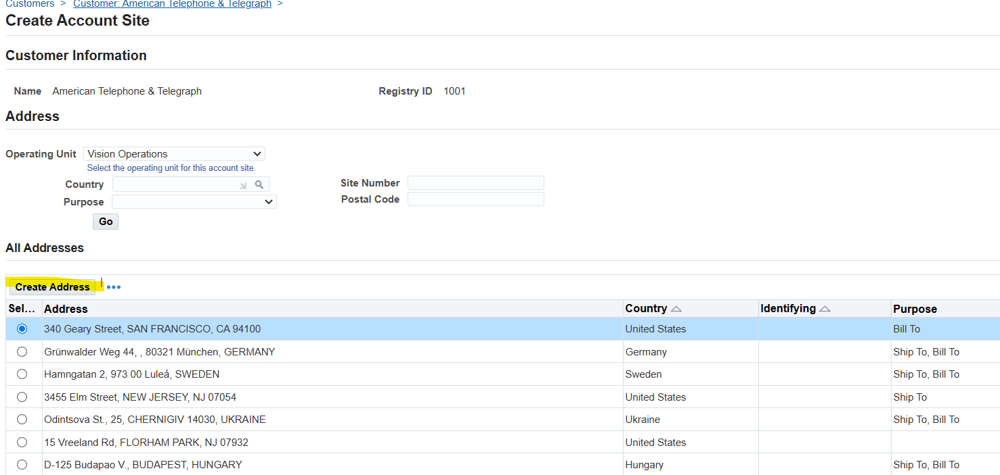 Customers > Customer: American Telephone & Telegraph >
Create Account Site
Customer Information
Name American Telephone & Telegraph Registry ID 1001
Address
Operating Unit Vision Operations
Select the operating unit for this account site.
Country Site Number
Purpose Postal Code
Go
All Addresses
Create Address
Sel... Address Country Identifying Purpose
340 Geary Street, SAN FRANCISCO, CA 94100 United States Bill To
Grünwalder Weg 44, , 80321 München, GERMANY Germany Ship To, Bill To
Hamngatan 2, 973 00 Luleå, SWEDEN Sweden Ship To, Bill To
3455 Elm Street, NEW JERSEY, NJ 07054 United States Ship To
Odintsova St., 25, CHERNIGIV 14030, UKRAINE Ukraine Ship To, Bill To
15 Vreeland Rd, FLORHAM PARK, NJ 07932 United States
D-125 Budapao V., BUDAPEST, HUNGARY Hungary Ship To, Bill To